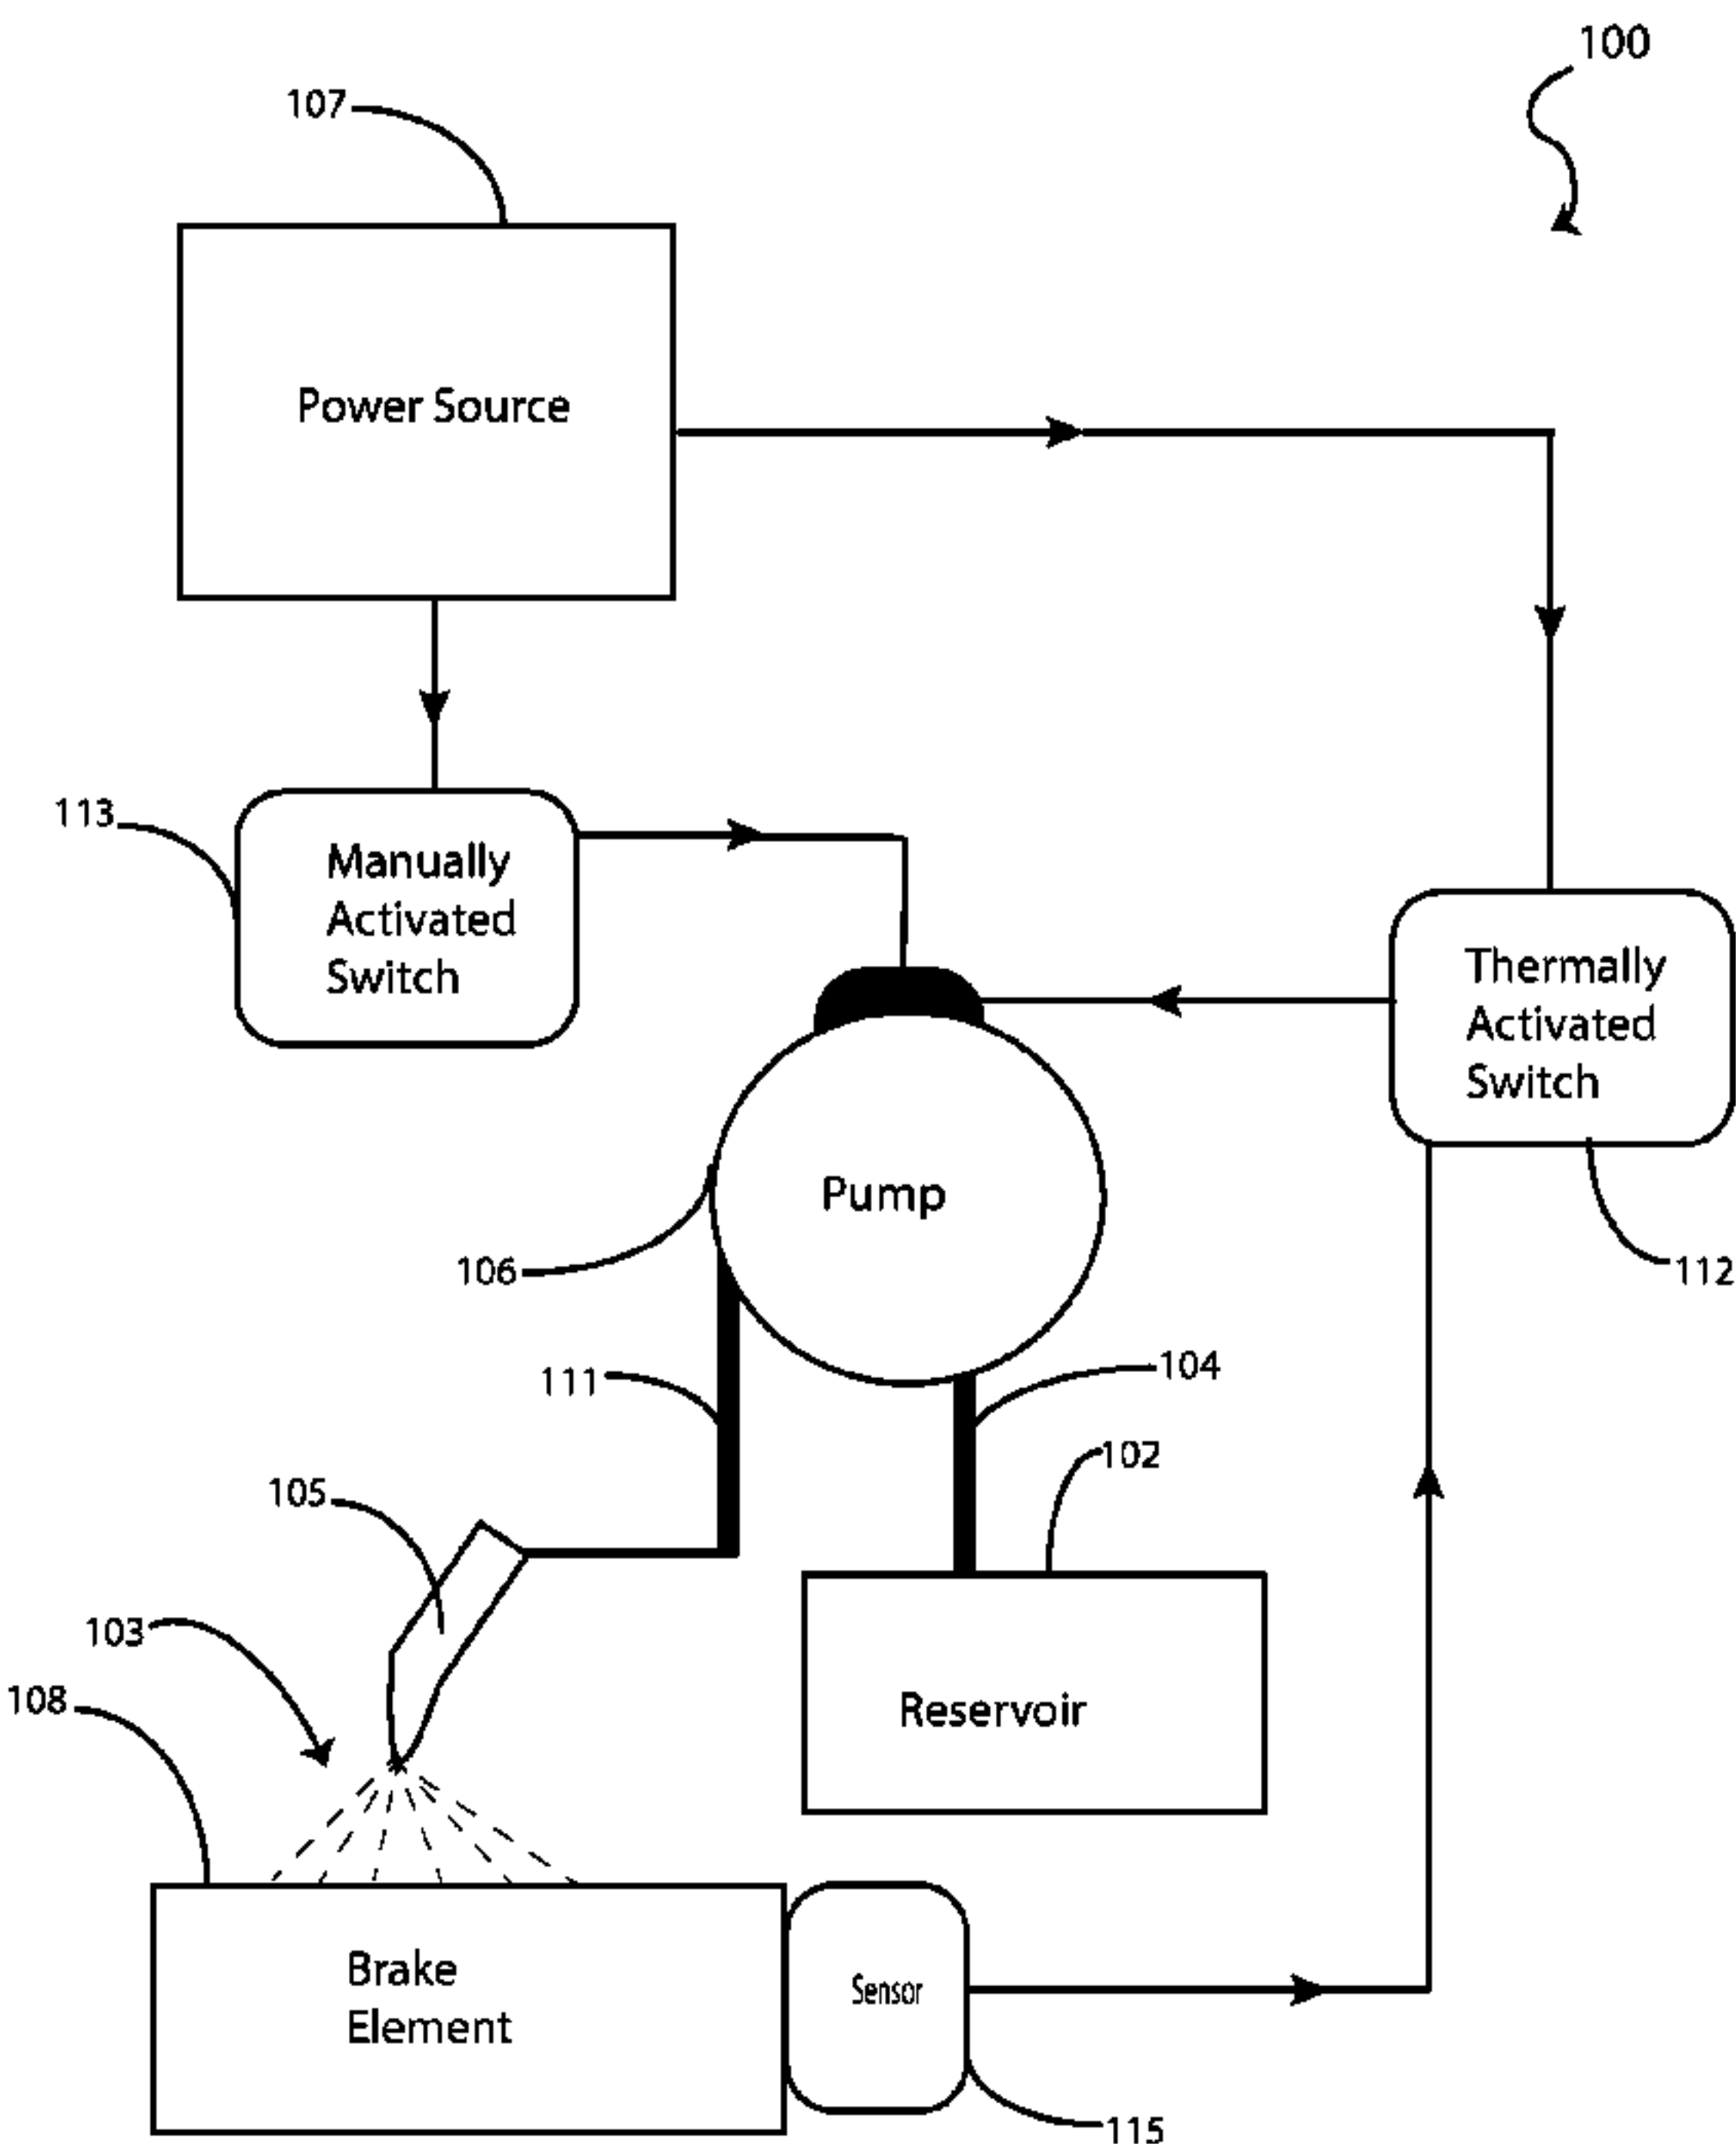 100
107
Power Source
113
Manually
Activated
Switch
Thermally
Activated
Switch
Pump
106
112
111
104
102
105
103
108
Reservoir
Brake
Element
Sensor
115